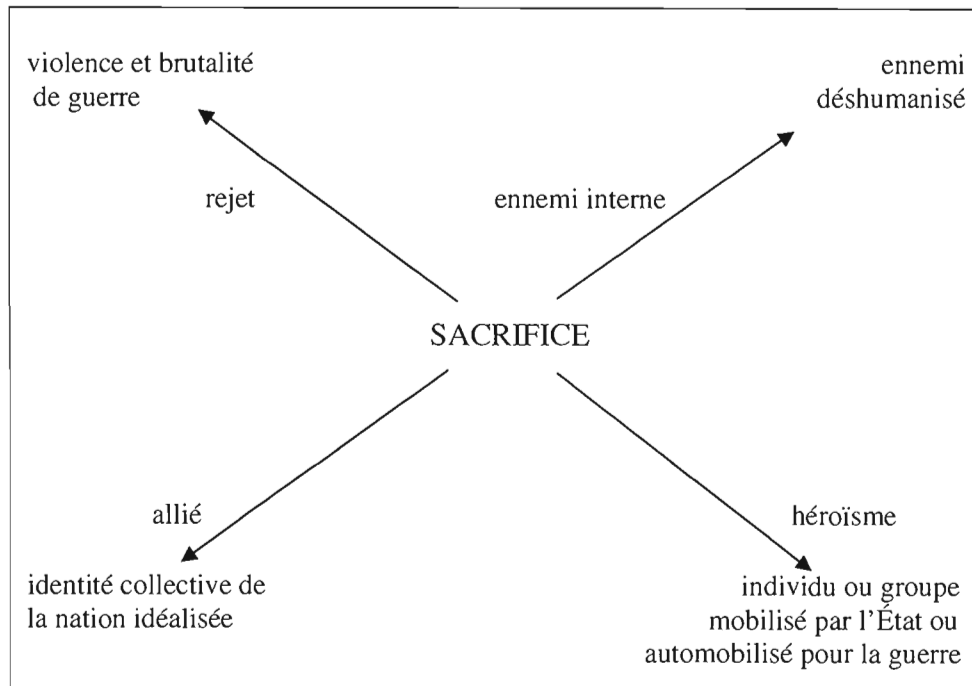 violence et brutalité
de guerre
ennemi
déshumanisé
rejet
ennemi interne
SACRIFICE
allié
héroïsme
identité collective de
la nation idéalisée
individu ou groupe
mobilisé par l'État ou
automobilisé pour la guerre